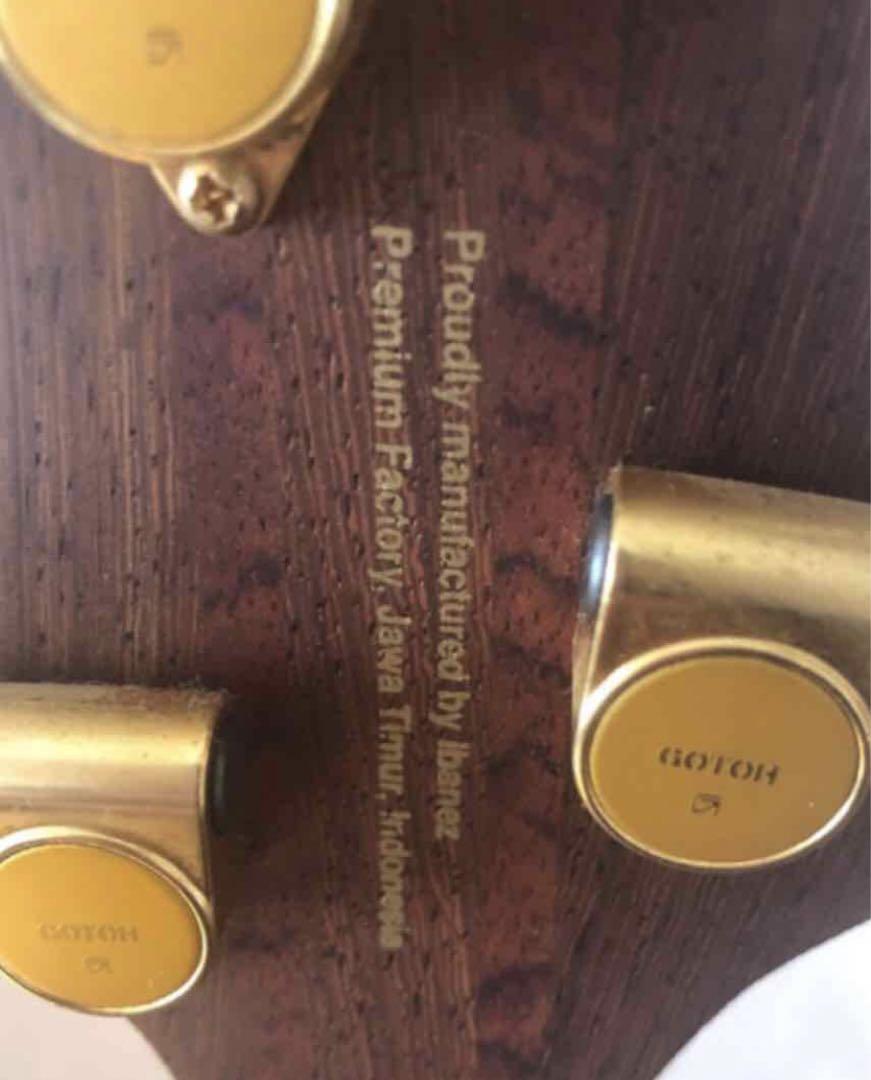 Proudly manufactured by Ibanez
Premium Factory, Jawa Timur, Indonesia
GOTOH
GOTOH